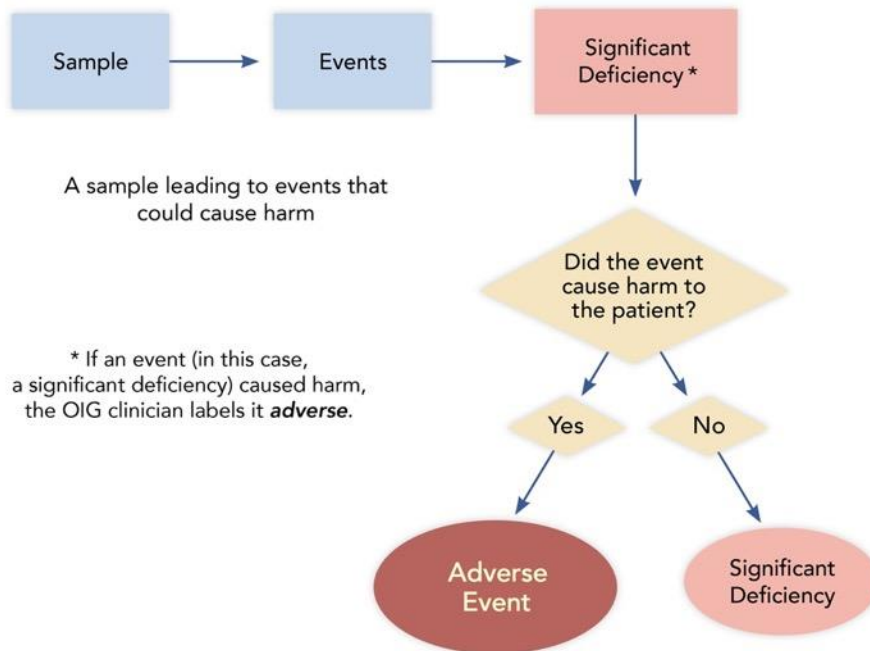 Sample
Events
Significant
Deficiency *
A sample leading to events that
could cause harm
Did the event
cause harm to
the patient?
* If an event (in this case,
a significant deficiency) caused harm,
the OIG clinician labels it adverse.
Yes
No
Adverse
Event
Significant
Deficiency